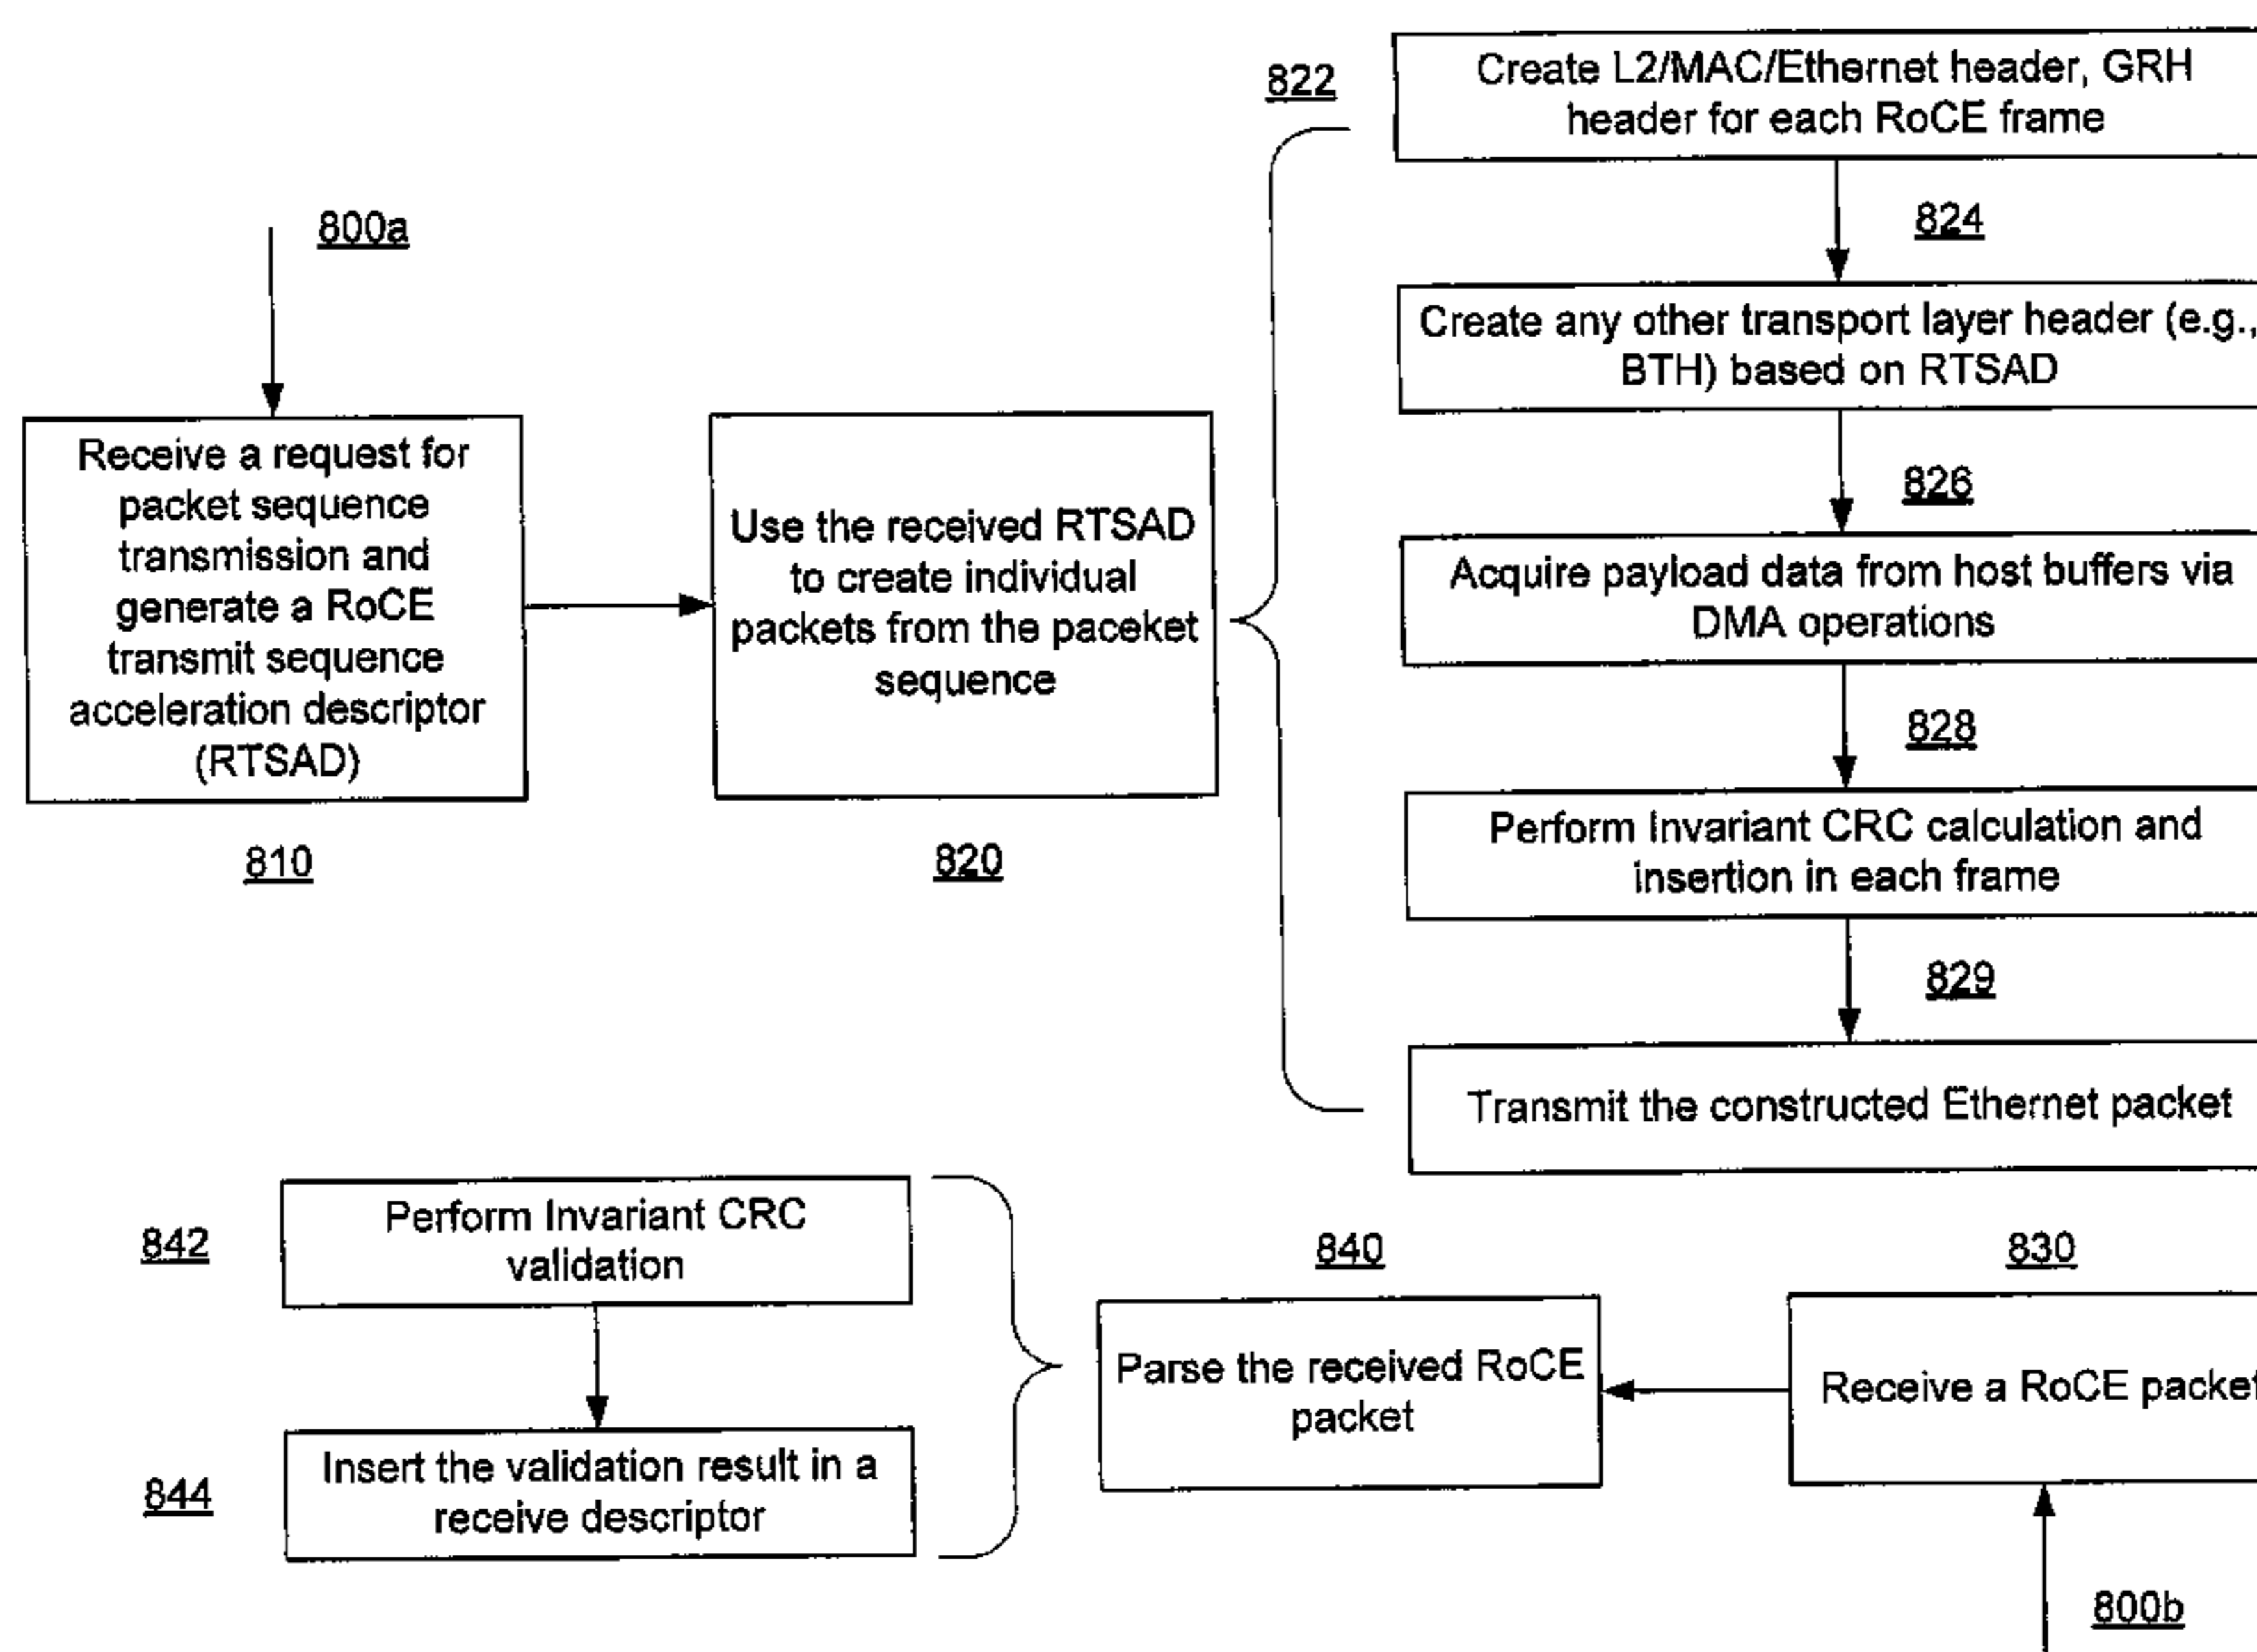 800a
Receive a request for
packet sequence
transmission and
generate a RoCE
transmit sequence
acceleration descriptor
(RTSAD)
810
Use the received RTSAD
to create individual
packets from the paceket
sequence
820
822
Create L2/MAC/Ethernet header, GRH
header for each RoCE frame
824
Create any other transport layer header (e.g.,
BTH) based on RTSAD
826
Acquire payload data from host buffers via
DMA operations
828
Perform Invariant CRC calculation and
insertion in each frame
829
Transmit the constructed Ethernet packet
830
Receive a RoCE packet
800b
840
Parse the received RoCE
packet
842
Perform Invariant CRC
validation
844
Insert the validation result in a
receive descriptor